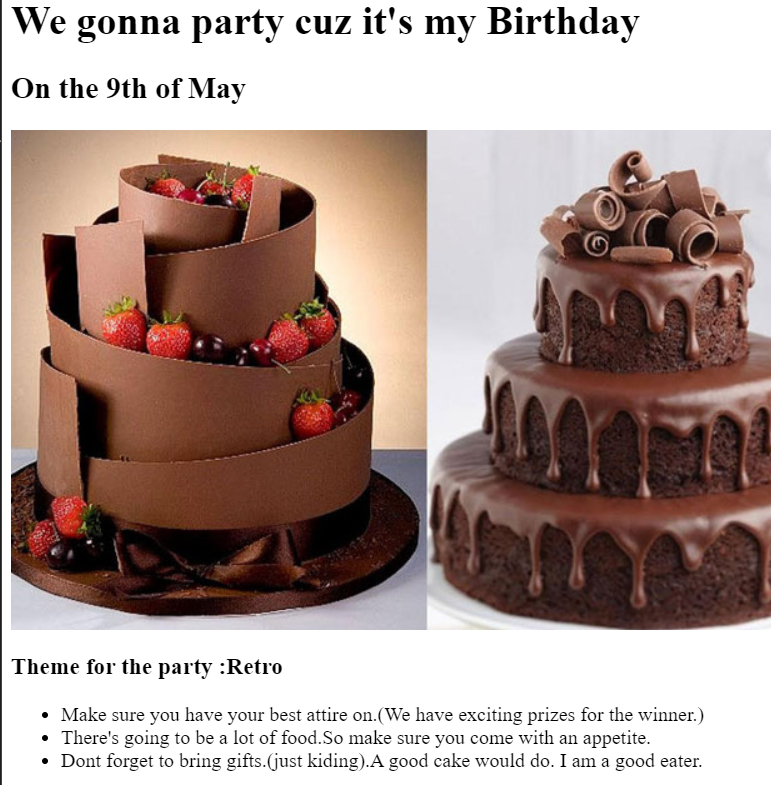 We gonna party cuz it's my Birthday
On the 9th of May
Theme for the party :Retro
Make sure you have your best attire on.(We have exciting prizes for the winner.)
There's going to be a lot of food.So make sure you come with an appetite.
Dont forget to bring gifts.(just kiding).A good cake would do. I am a good eater.